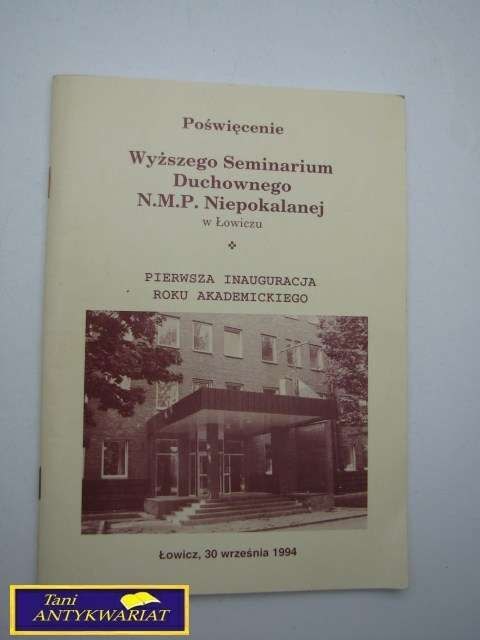 Poświęcenie
Wyższego Seminarium
Duchownego
N.M.P. Niepokalanej
w Łowiczu
PIERWSZA INAUGURACJA
ROKU AKADEMICKIEGO
Łowicz, 30 września 1994
Tani
ANTYKWARIAT